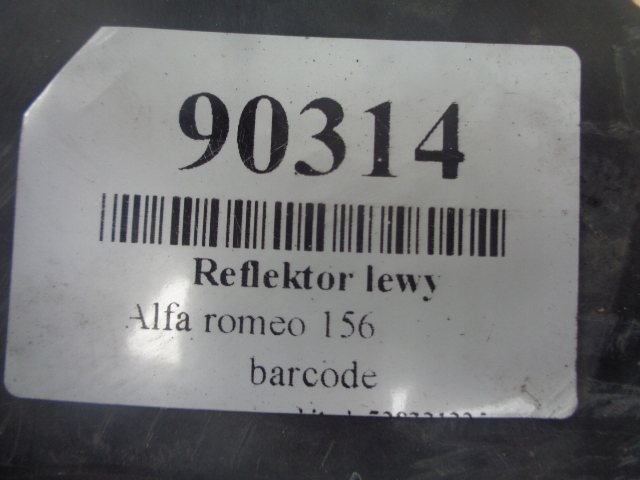 90314
Reflektor lewy
Alfa romeo 156
barcode